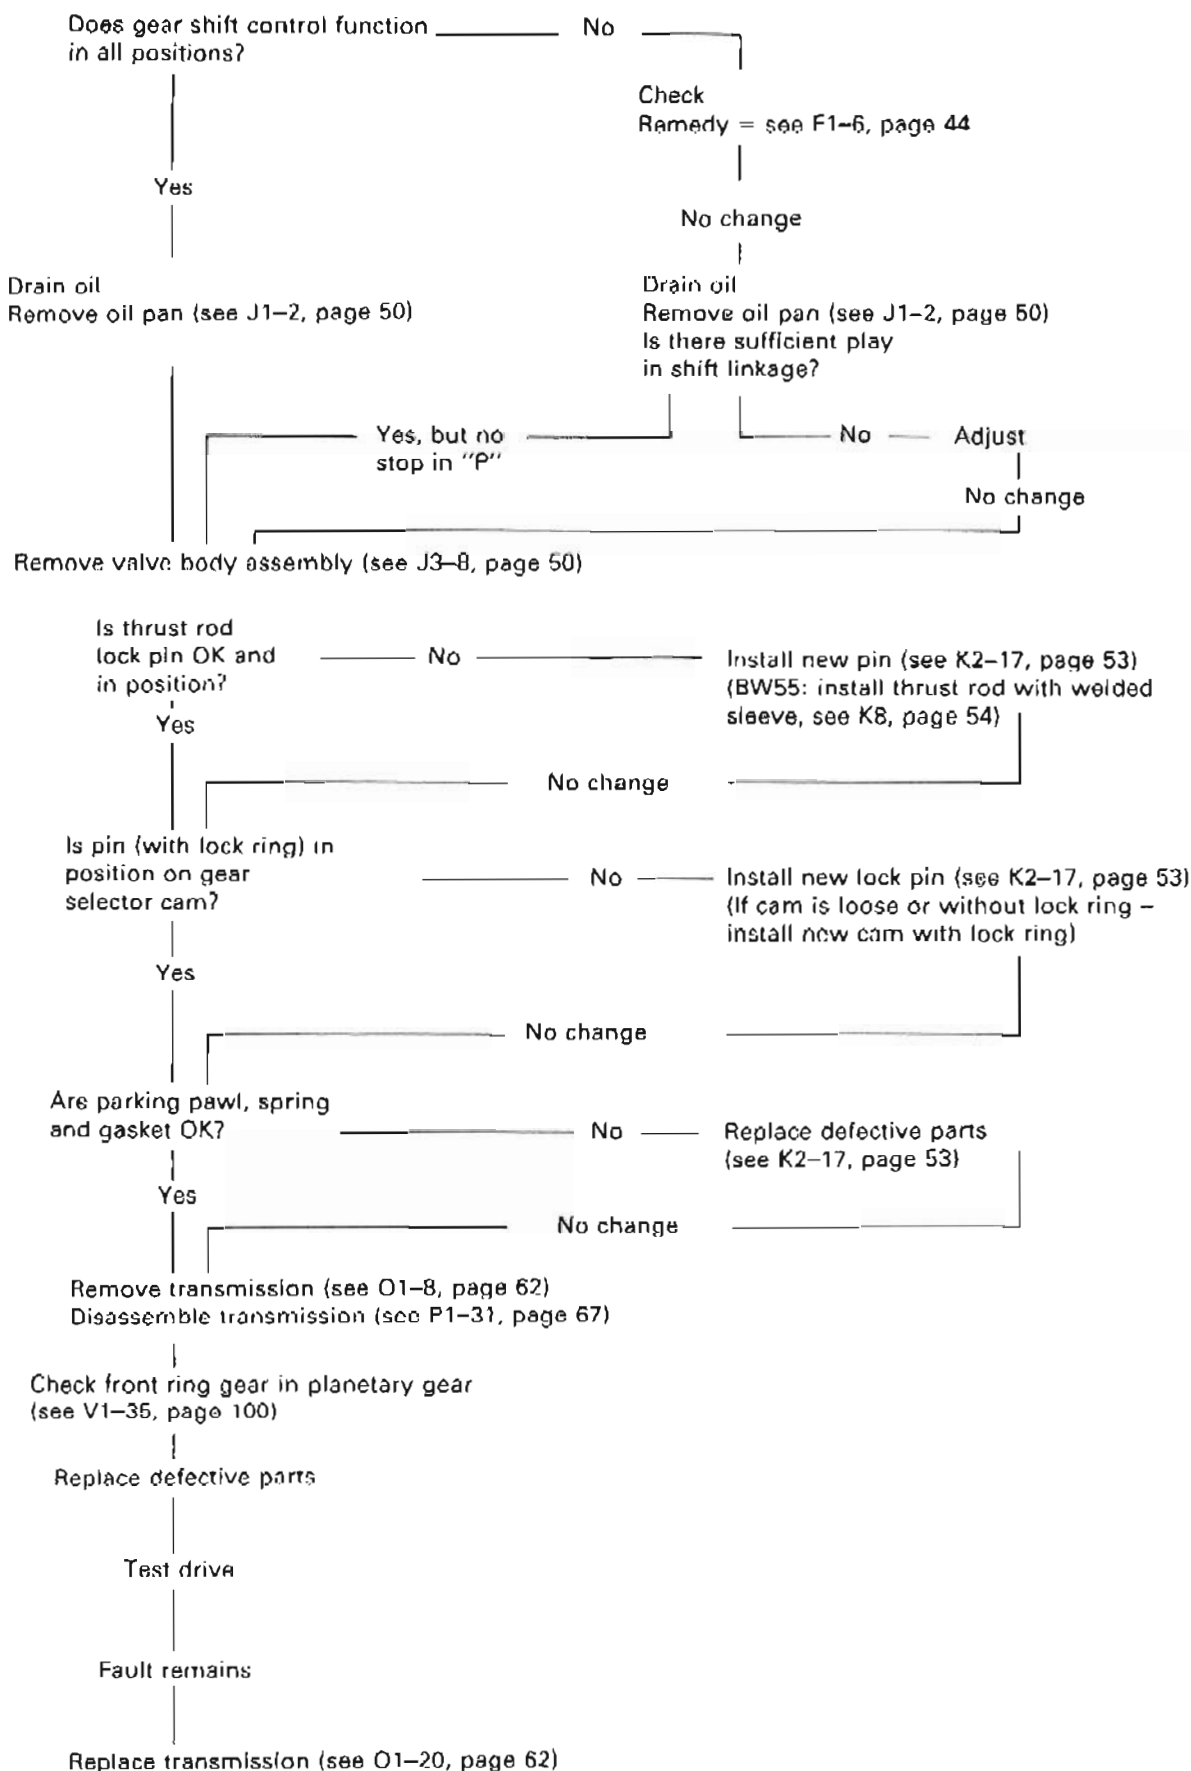 Does gear shift control function
in all positions?
No
Check
Remedy = see F1–6, page 44
Yes
No change
Drain oil
Remove oil pan (see J1–2, page 50)
Drain oil
Remove oil pan (see J1–2, page 50)
Is there sufficient play
in shift linkage?
Yes, but no
stop in "P"
No
Adjust
No change
Remove valve body assembly (see J3–8, page 50)
Is thrust rod
lock pin OK and
in position?
No
Install new pin (see K2–17, page 53)
(BW55: install thrust rod with welded
sleeve, see K8, page 54)
Yes
No change
Is pin (with lock ring) in
position on gear
selector cam?
No
Install new lock pin (see K2–17, page 53)
(If cam is loose or without lock ring –
install new cam with lock ring)
Yes
No change
Are parking pawl, spring
and gasket OK?
No
Replace defective parts
(see K2–17, page 53)
Yes
No change
Remove transmission (see O1–8, page 62)
Disassemble transmission (see P1–31, page 67)
Check front ring gear in planetary gear
(see V1–35, page 100)
Replace defective parts
Test drive
Fault remains
Replace transmission (see O1–20, page 62)